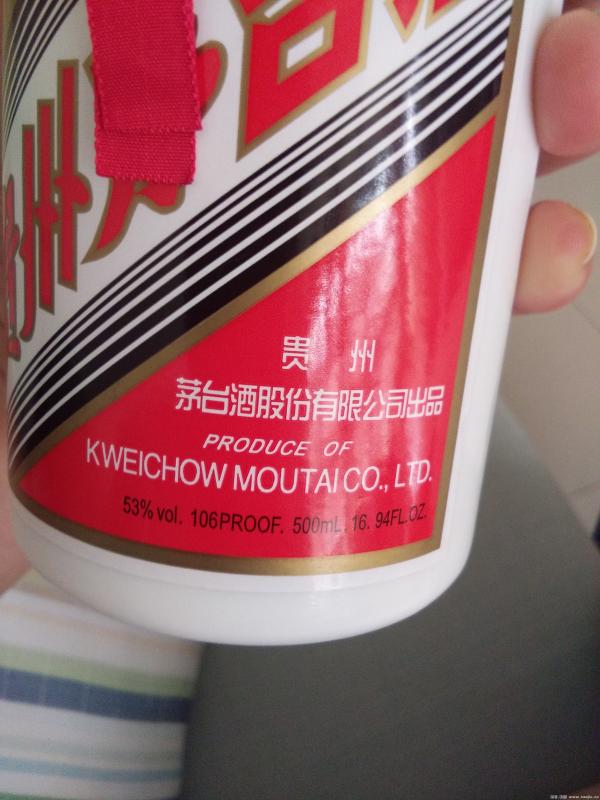 州
贵 州
茅台酒股份有限公司出品
PRODUCE OF
KWEICHOW MOUTAI CO., LTD.
53% vol. 106PROOF. 500mL. 16. 94FL.OZ.